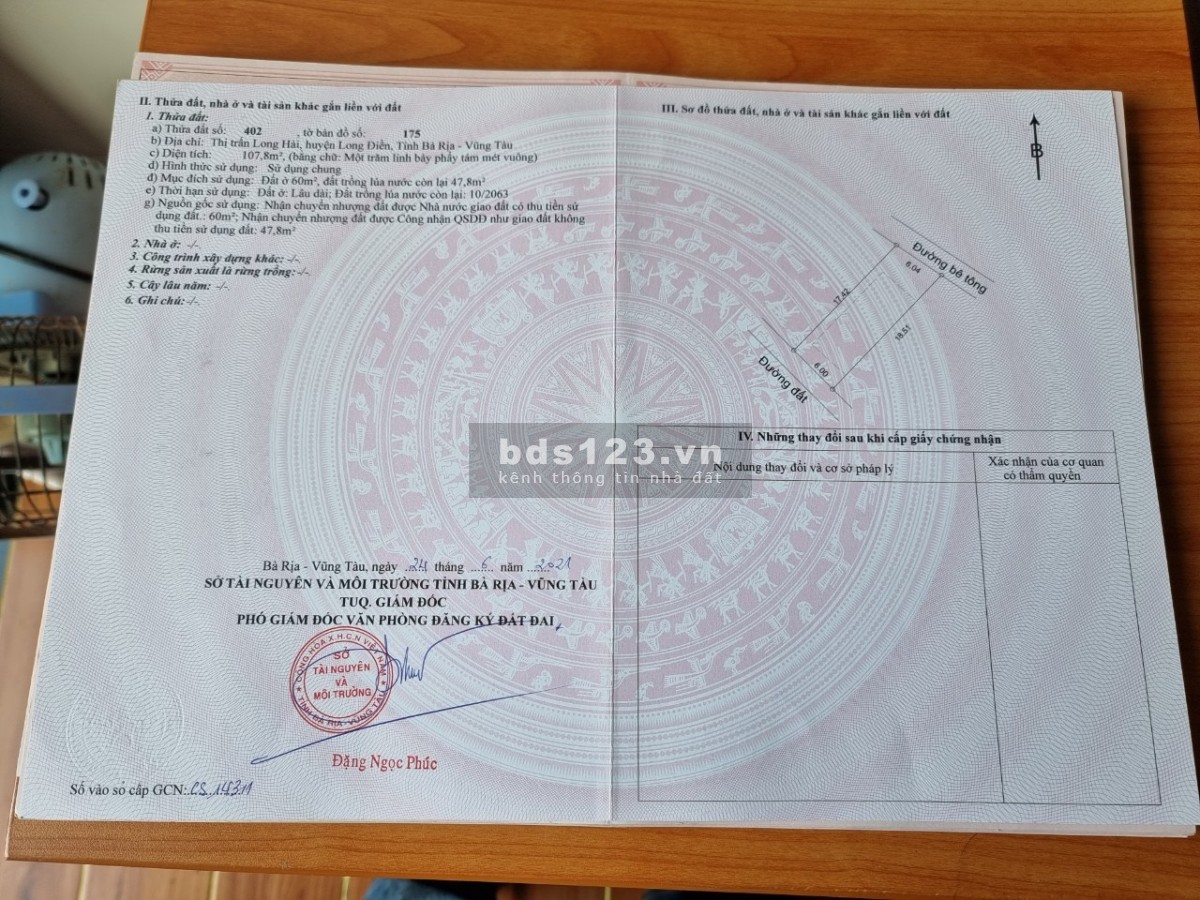 II. Thửa đất, nhà ở và tài sản khác gắn liền với đất
1. Thửa đất:
a) Thửa đất số: 402 , tờ bản đồ số: 175
b) Địa chỉ: Thị trấn Long Hải, huyện Long Điền, Tỉnh Bà Rịa - Vũng Tàu
c) Diện tích: 107,8m², (bằng chữ: Một trăm linh bảy phẩy tám mét vuông)
d) Hình thức sử dụng: Sử dụng chung
đ) Mục đích sử dụng: Đất ở 60m², đất trồng lúa nước còn lại 47,8m²
e) Thời hạn sử dụng: Đất ở: Lâu dài; Đất trồng lúa nước còn lại: 10/2063
g) Nguồn gốc sử dụng: Nhận chuyển nhượng đất được Nhà nước giao đất có thu tiền sử
dụng đất.: 60m²; Nhận chuyển nhượng đất được Công nhận QSDĐ như giao đất không
thu tiền sử dụng đất: 47,8m²
2. Nhà ở: -/-.
3. Công trình xây dựng khác: -/-.
4. Rừng sản xuất là rừng trồng:-/-.
5. Cây lâu năm: -/-.
6. Ghi chú:-/-.
Bà Rịa - Vũng Tàu, ngày 24 tháng 6 năm 2021
SỞ TÀI NGUYÊN VÀ MÔI TRƯỜNG TỈNH BÀ RỊA - VŨNG TÀU
TUQ. GIÁM ĐỐC
PHÓ GIÁM ĐỐC VĂN PHÒNG ĐĂNG KÝ ĐẤT ĐAI
CỘNG HÒA X.H.C.N VIỆT NAM
SỞ
TÀI NGUYÊN
VÀ
MÔI TRƯỜNG
TỈNH BÀ RỊA - VŨNG TÀU
Đặng Ngọc Phúc
Số vào sổ cấp GCN: CS 14311
III. Sơ đồ thửa đất, nhà ở và tài sản khác gắn liền với đất
B
Đường bê tông
6.04
17.42
18.51
6.00
Đường đất
IV. Những thay đổi sau khi cấp giấy chứng nhận
Nội dung thay đổi và cơ sở pháp lý
Xác nhận của cơ quan
có thẩm quyền
bds123.vn
kênh thông tin nhà đất